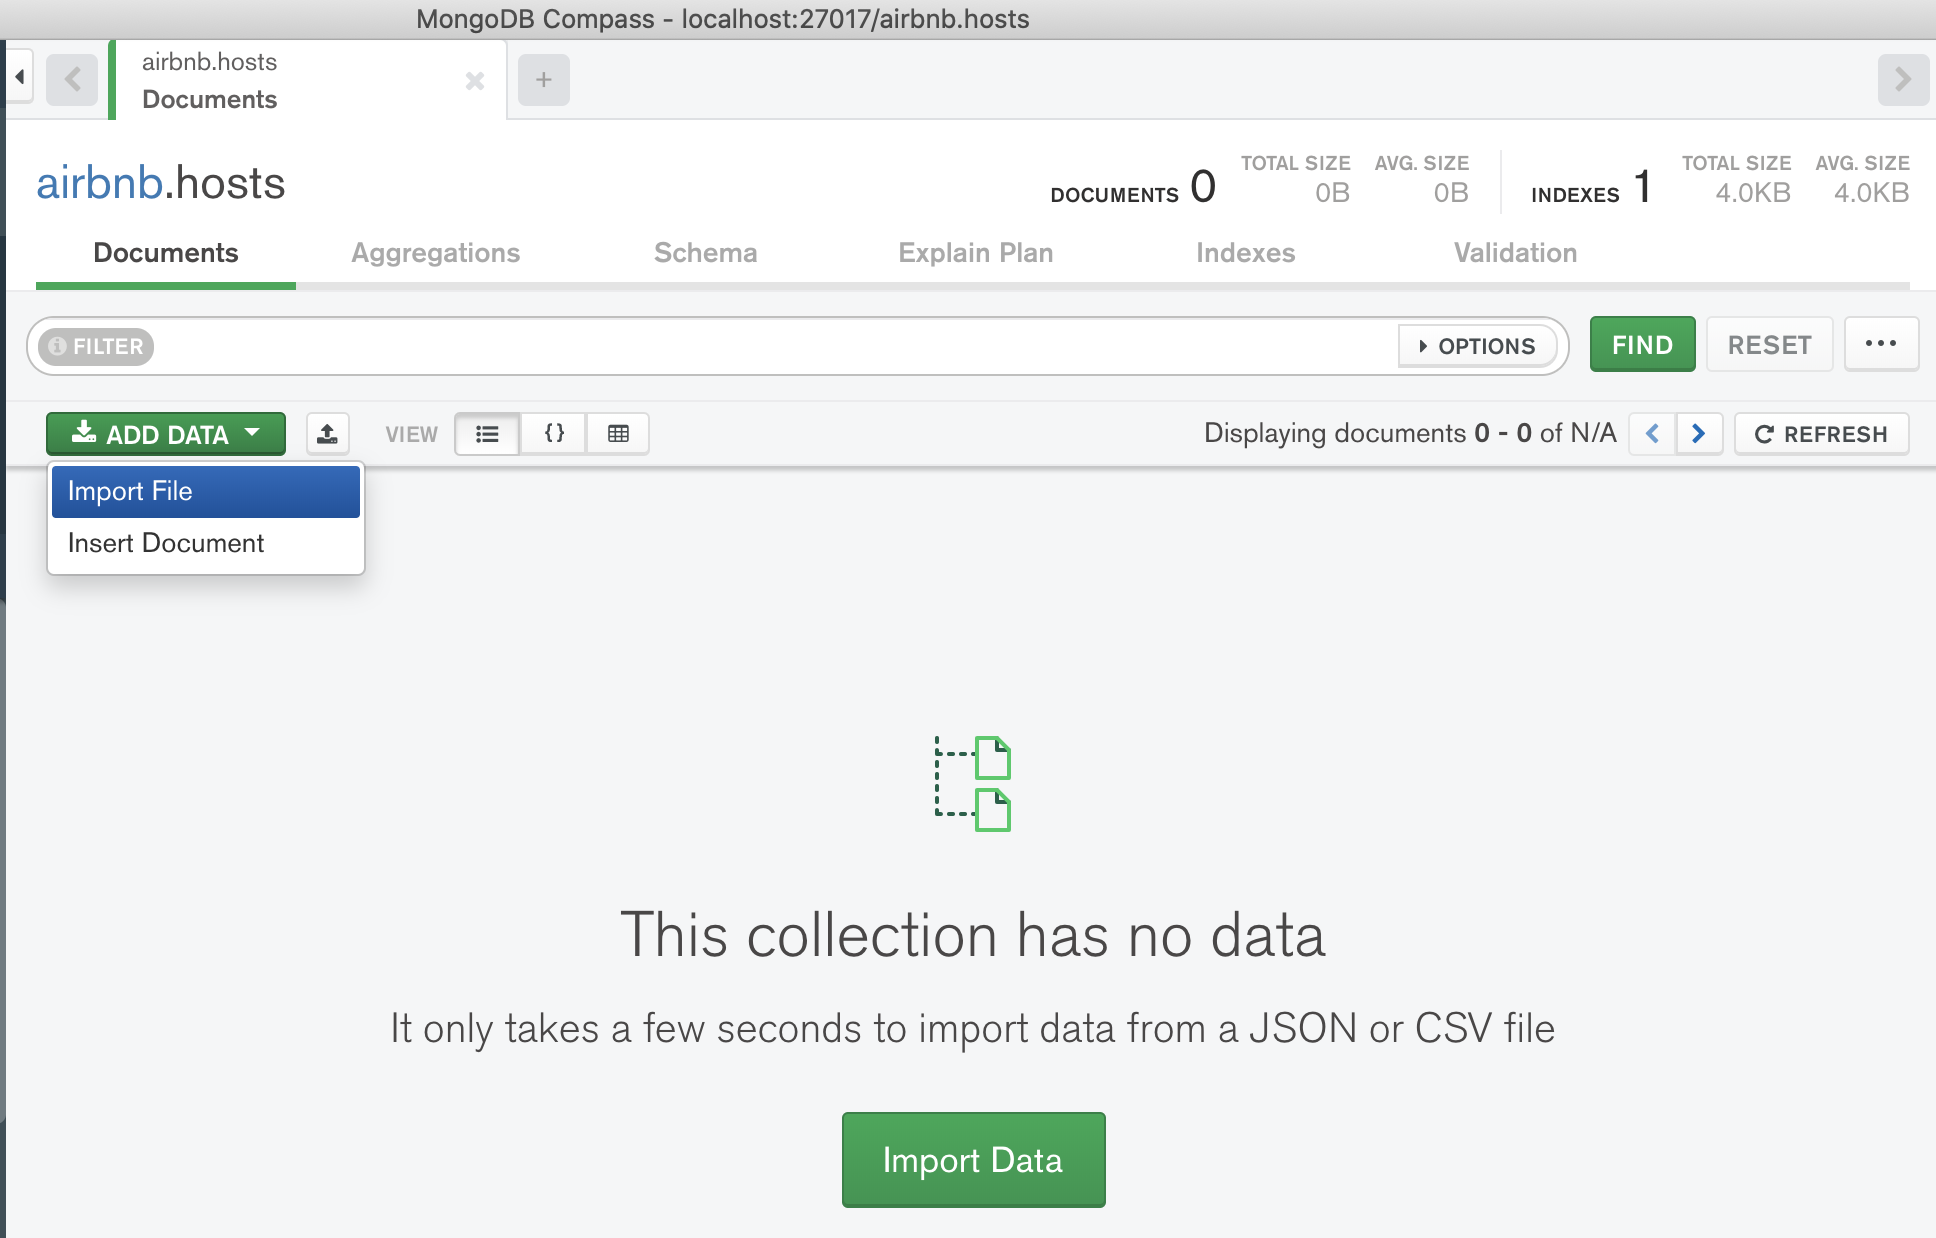 MongoDB Compass - localhost:27017/airbnb.hosts
airbnb.hosts
Documents
airbnb.hosts
DOCUMENTS 0
TOTAL SIZE
0B
AVG. SIZE
0B
INDEXES 1
TOTAL SIZE
4.0KB
AVG. SIZE
4.0KB
Documents
Aggregations
Schema
Explain Plan
Indexes
Validation
FILTER
OPTIONS
FIND
RESET
ADD DATA
VIEW
Displaying documents 0 - 0 of N/A
REFRESH
Import File
Insert Document
This collection has no data
It only takes a few seconds to import data from a JSON or CSV file
Import Data